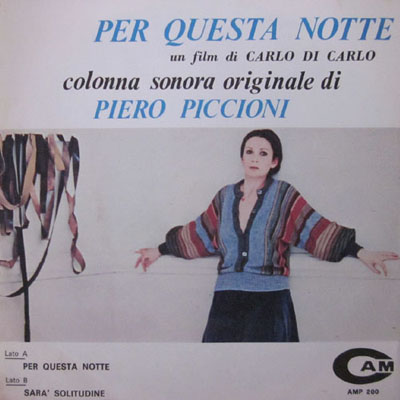 PER QUESTA NOTTE
un film di CARLO DI CARLO
colonna sonora originale di
PIERO PICCIONI
Lato A
PER QUESTA NOTTE
Lato B
SARA' SOLITUDINE
CAM
AMP 200